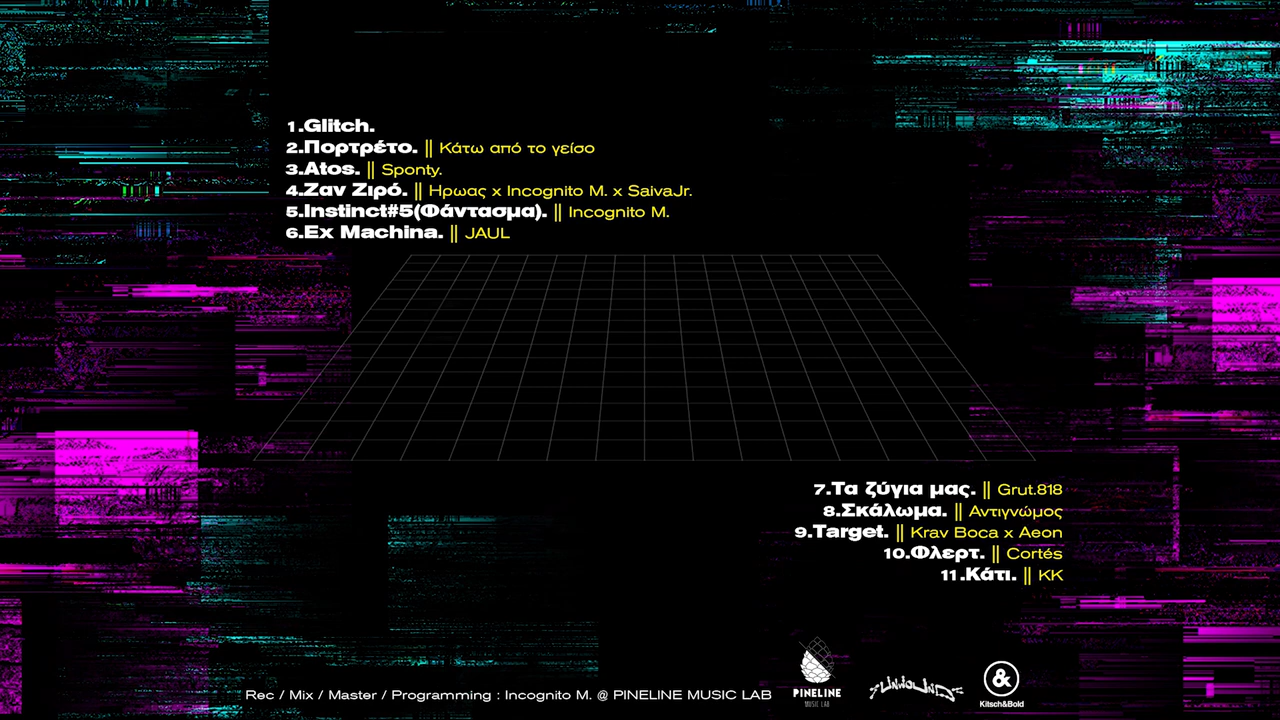 1.Glitch.
2.Πορτρέτο. || Κάτω από το γείσο
3.Atos. || Sponty.
4.Ζαν Ζιρό. || Ηρωας x Incognito M. x SaivaJr.
5.Instinct#5(Φάντασμα). || Incognito M.
6.Ex Machina. || JAUL
7.Τα ζύγια μας. || Grut.818
8.Σκάλωμα. || Αντιγνώμος
9.Target. || Krav Boca x Aeon
10.Φλερτ. || Cortés
11.Κάτι. || KK
Rec / Mix / Master / Programming : Incognito M. @ PINELINE MUSIC LAB
PINELINE
MUSIC LAB
&
Kitsch&Bold